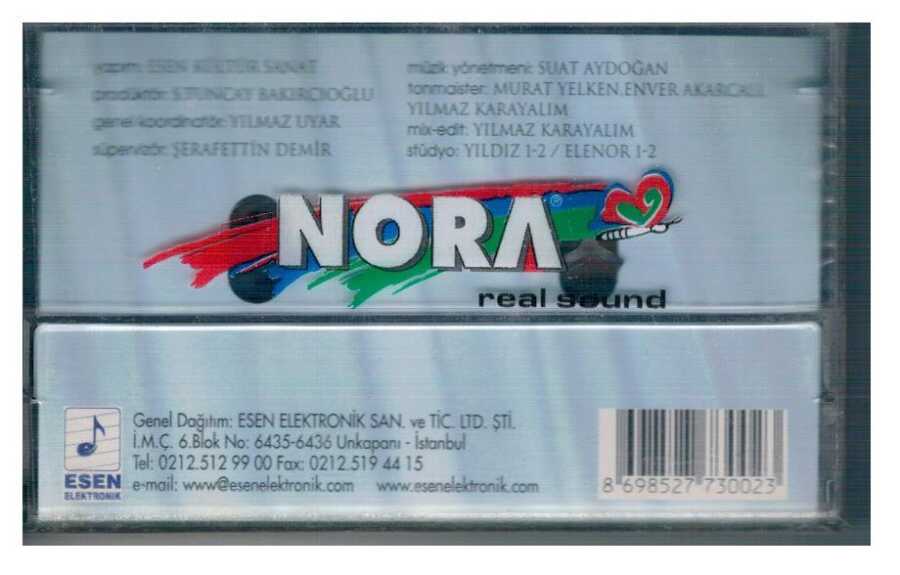 yapım: ESEN KÜLTÜR SANAT
prodüktör: S.TUNCAY BAKIRCIOĞLU
genel koordinatör: YILMAZ UYAR
süpervizör: ŞERAFETTİN DEMİR
müzik yönetmeni: SUAT AYDOĞAN
tonmaister: MURAT YELKEN ENVER AKARCALI
YILMAZ KARAYALIM
mix-edit: YILMAZ KARAYALIM
stüdyo: YILDIZ 1-2 / ELENOR 1-2
NORA®
real sound
ESEN
ELEKTRONİK
Genel Dağıtım: ESEN ELEKTRONİK SAN. ve TİC. LTD. ŞTİ.
İ.M.Ç. 6.Blok No: 6435-6436 Unkapanı - İstanbul
Tel: 0212.512 99 00 Fax: 0212.519 44 15
e-mail: www@esenelektronik.com www.esenelektronik.com
8 698527 730023